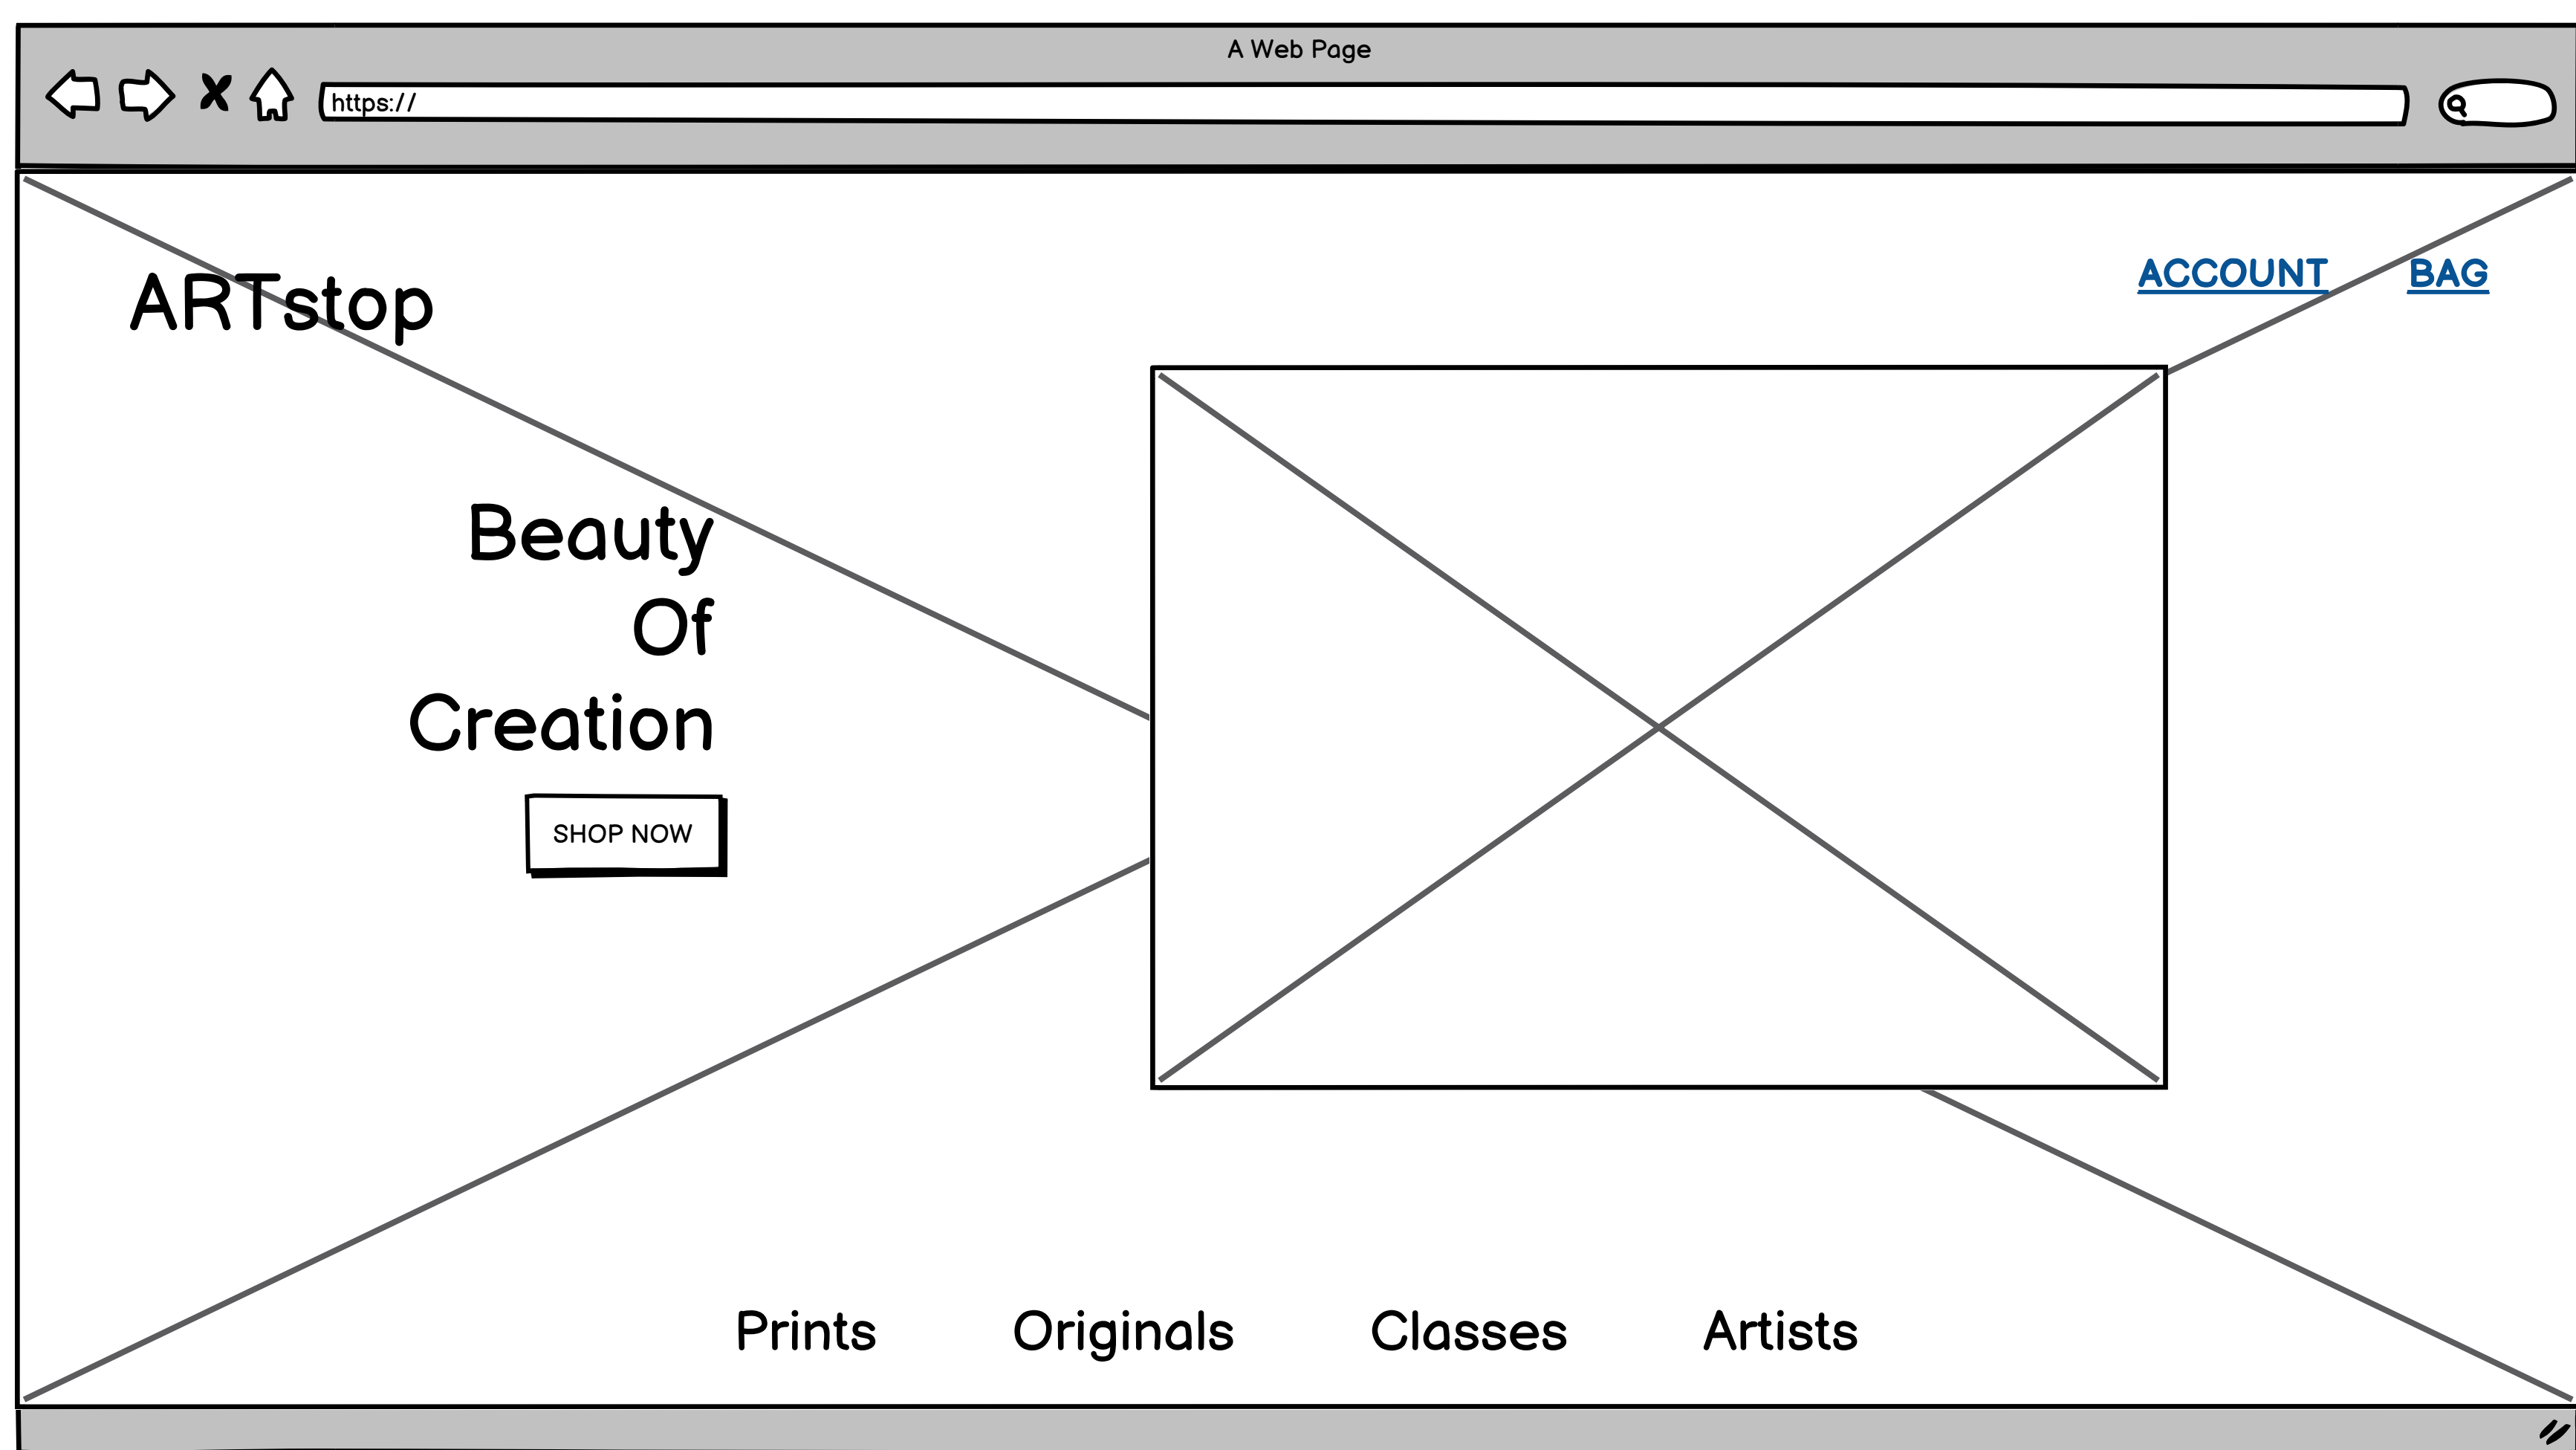 A Web Page
https://
ARTstop
ACCOUNT
BAG
Beauty
Of
Creation
SHOP NOW
Prints
Originals
Classes
Artists